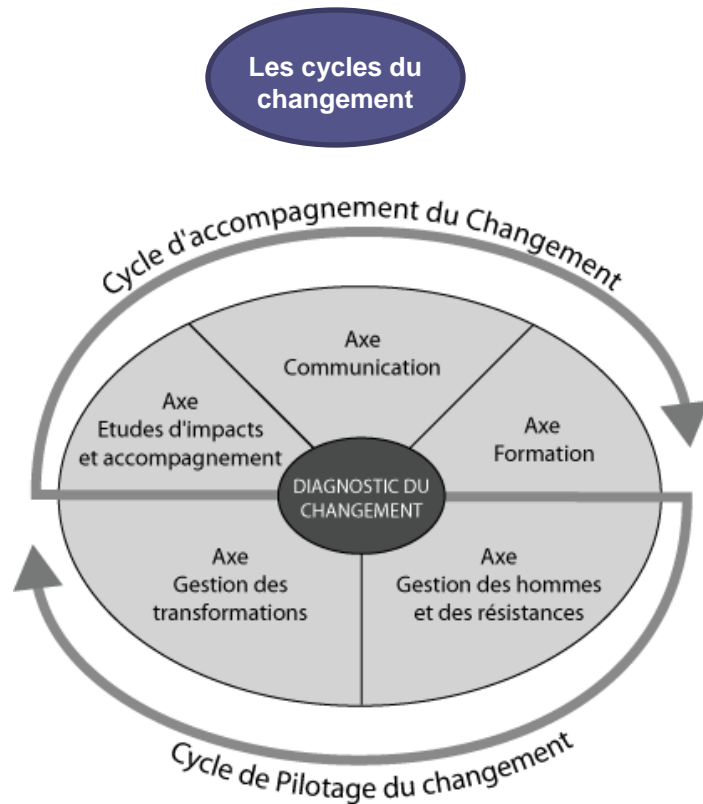 Les cycles du
changement
Cycle d'accompagnement du Changement
Axe
Communication
Axe
Etudes d'impacts
et accompagnement
Axe
Formation
DIAGNOSTIC DU
CHANGEMENT
Axe
Gestion des
transformations
Axe
Gestion des hommes
et des résistances
Cycle de Pilotage du changement